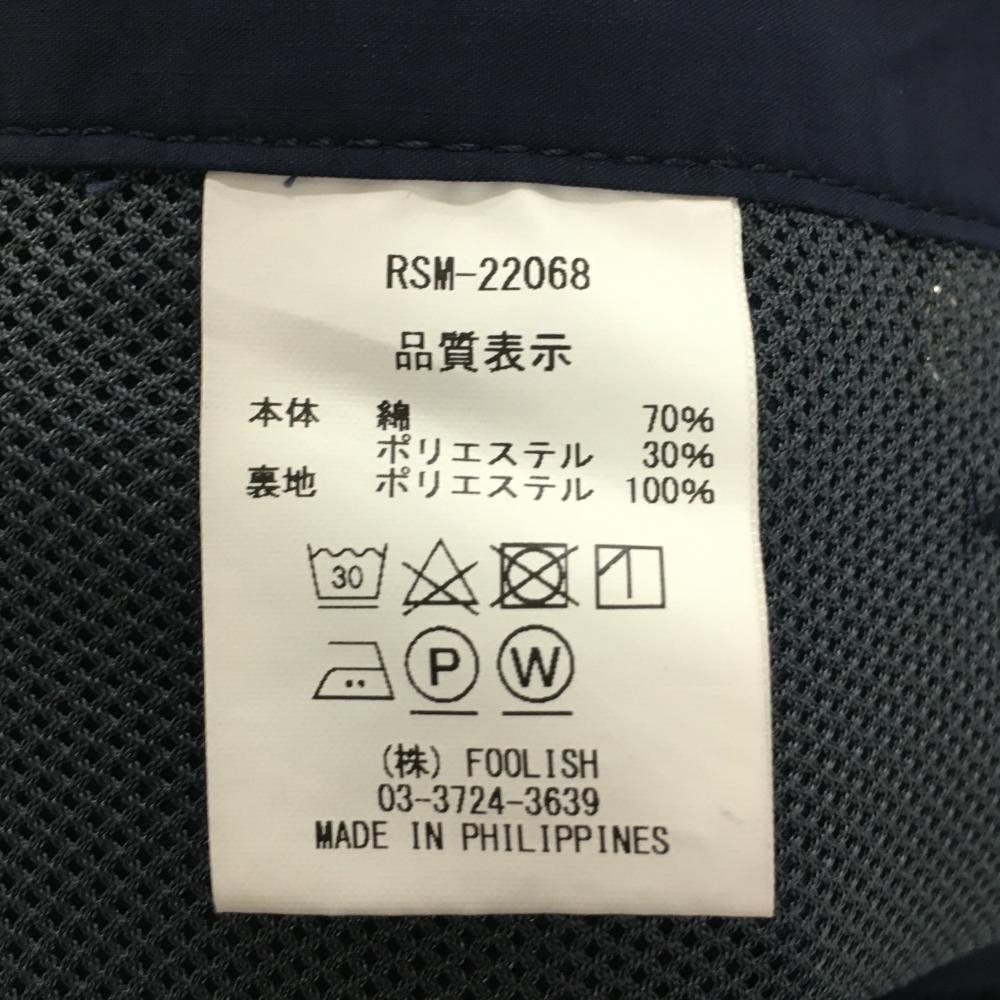 RSM-22068
品質表示
本体 綿 70%
ポリエステル 30%
裏地 ポリエステル 100%
30
P W
(株) FOOLISH
03-3724-3639
MADE IN PHILIPPINES